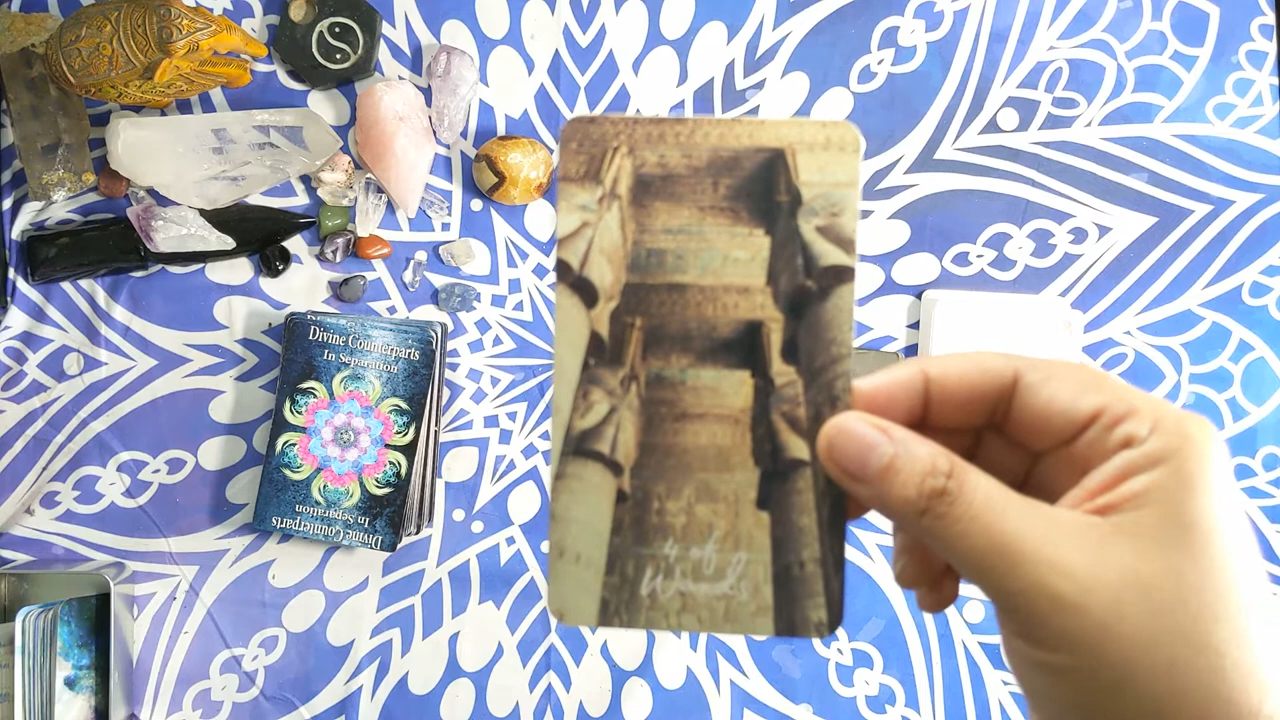 Divine Counterparts
In Separation
In Separation
Divine Counterparts
4 of
Wands